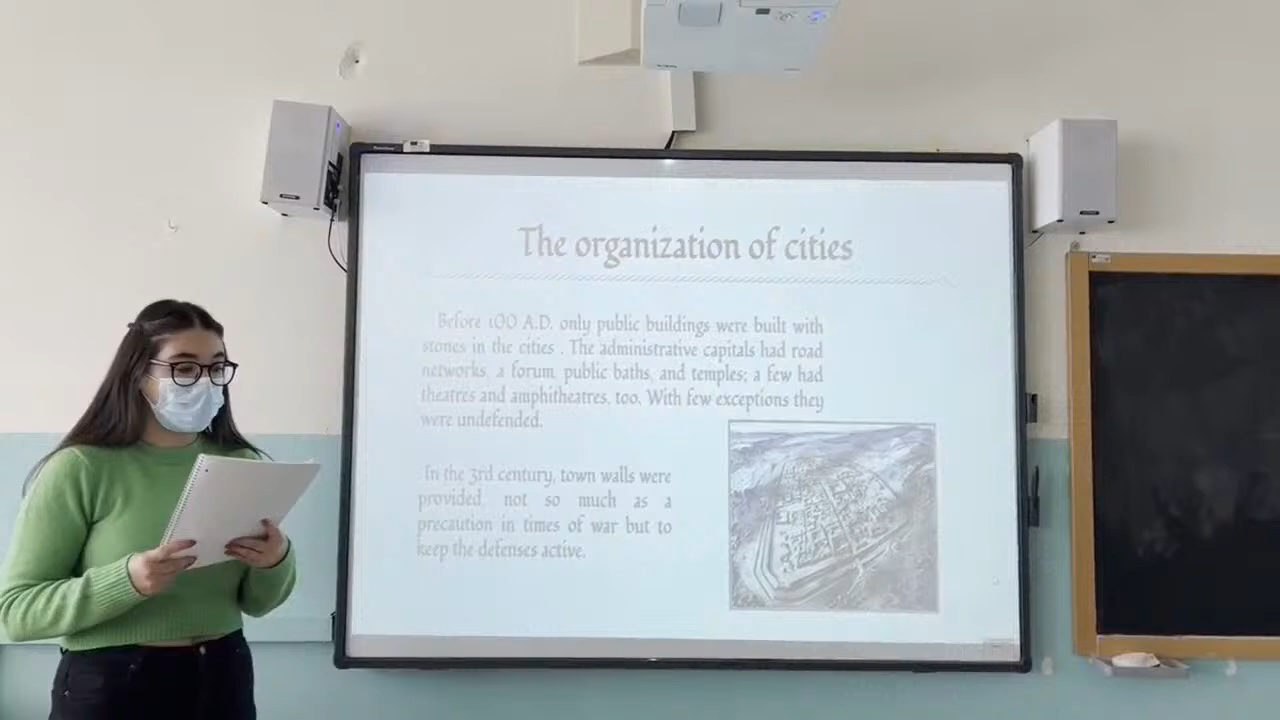 The organization of cities
Before 100 A.D. only public buildings were built with
stones in the cities . The administrative capitals had road
networks, a forum, public baths, and temples; a few had
theatres and amphitheatres, too. With few exceptions they
were undefended.
In the 3rd century, town walls were
provided, not so much as a
precaution in times of war but to
keep the defenses active.